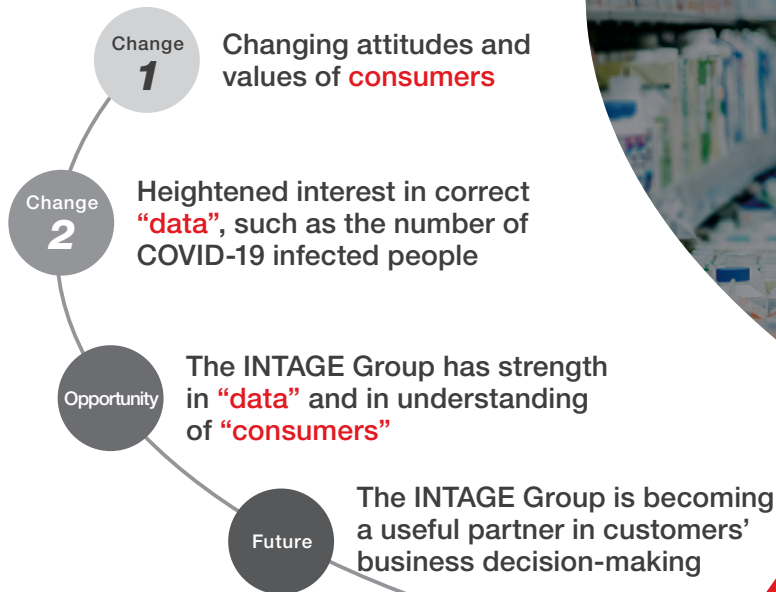 Change
1
Changing attitudes and
values of consumers
Change
2
Heightened interest in correct
“data”, such as the number of
COVID-19 infected people
Opportunity
The INTAGE Group has strength
in “data” and in understanding
of “consumers”
Future
The INTAGE Group is becoming
a useful partner in customers’
business decision-making